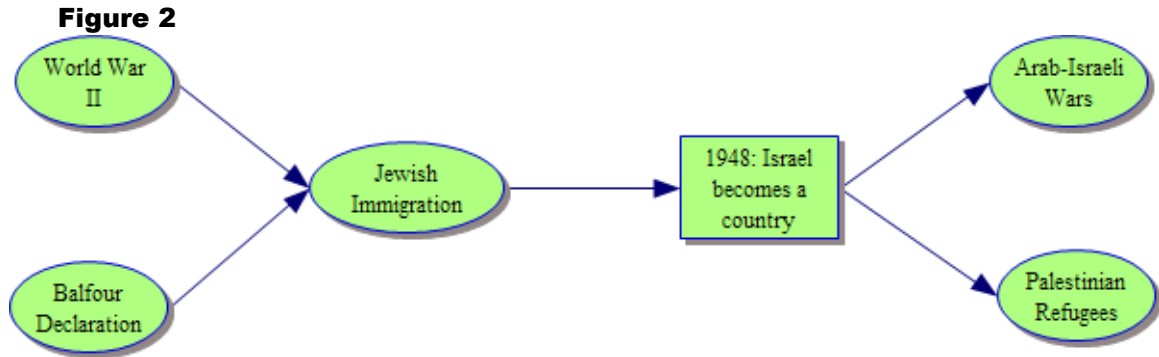 Figure 2
World War
II
Balfour
Declaration
Jewish
Immigration
1948: Israel
becomes a
country
Arab-Israeli
Wars
Palestinian
Refugees